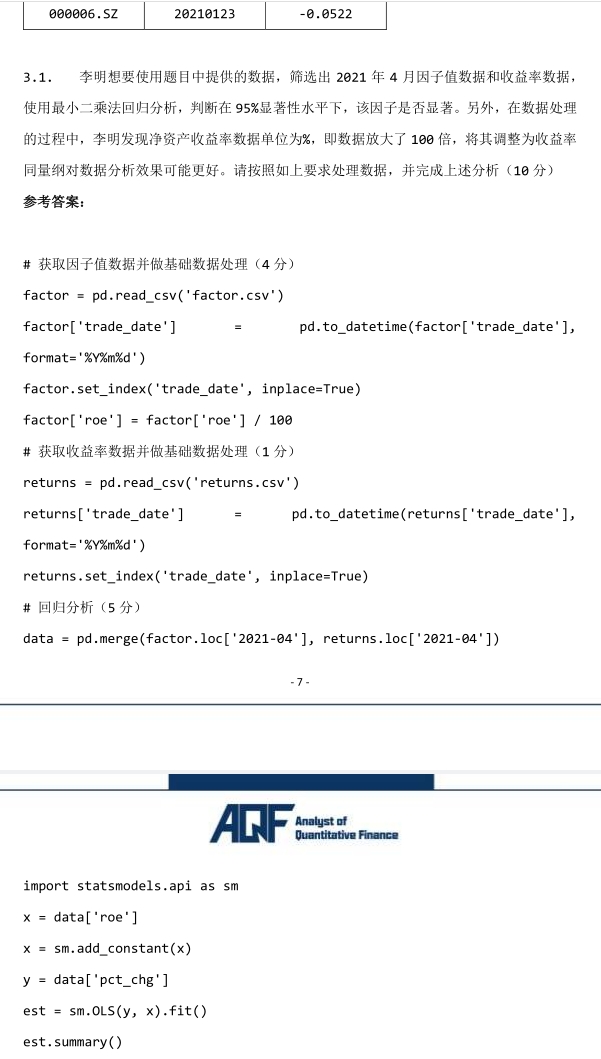 000006.SZ 20210123 -0.0522
3.1. 李明想要使用题目中提供的数据，筛选出 2021 年 4 月因子值数据和收益率数据，
使用最小二乘法回归分析，判断在 95%显著性水平下，该因子是否显著。另外，在数据处理
的过程中，李明发现净资产收益率数据单位为%，即数据放大了 100 倍，将其调整为收益率
同量纲对数据分析效果可能更好。请按照如上要求处理数据，并完成上述分析（10 分）
参考答案：
# 获取因子值数据并做基础数据处理（4 分）
factor = pd.read_csv('factor.csv')
factor['trade_date'] = pd.to_datetime(factor['trade_date'],
format='%Y%m%d')
factor.set_index('trade_date', inplace=True)
factor['roe'] = factor['roe'] / 100
# 获取收益率数据并做基础数据处理（1 分）
returns = pd.read_csv('returns.csv')
returns['trade_date'] = pd.to_datetime(returns['trade_date'],
format='%Y%m%d')
returns.set_index('trade_date', inplace=True)
# 回归分析（5 分）
data = pd.merge(factor.loc['2021-04'], returns.loc['2021-04'])
- 7 -
AQF Analyst of
Quantitative Finance
import statsmodels.api as sm
x = data['roe']
x = sm.add_constant(x)
y = data['pct_chg']
est = sm.OLS(y, x).fit()
est.summary()